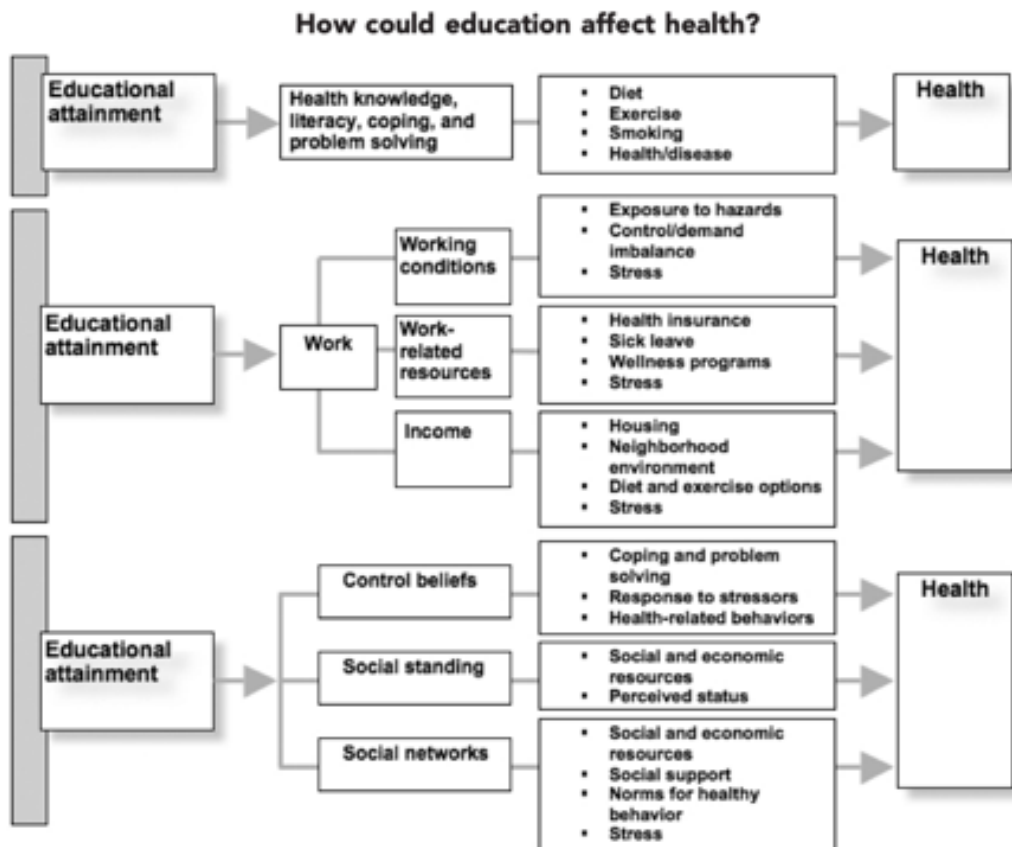 How could education affect health?
Educational
attainment
Health knowledge,
literacy, coping, and
problem solving
▪ Diet
▪ Exercise
▪ Smoking
▪ Health/disease
Health
Educational
attainment
Work
Working
conditions
▪ Exposure to hazards
▪ Control/demand
imbalance
▪ Stress
Work-
related
resources
▪ Health insurance
▪ Sick leave
▪ Wellness programs
▪ Stress
Income
▪ Housing
▪ Neighborhood
environment
▪ Diet and exercise options
▪ Stress
Health
Educational
attainment
Control beliefs
▪ Coping and problem
solving
▪ Response to stressors
▪ Health-related behaviors
Social standing
▪ Social and economic
resources
▪ Perceived status
Social networks
▪ Social and economic
resources
▪ Social support
▪ Norms for healthy
behavior
▪ Stress
Health